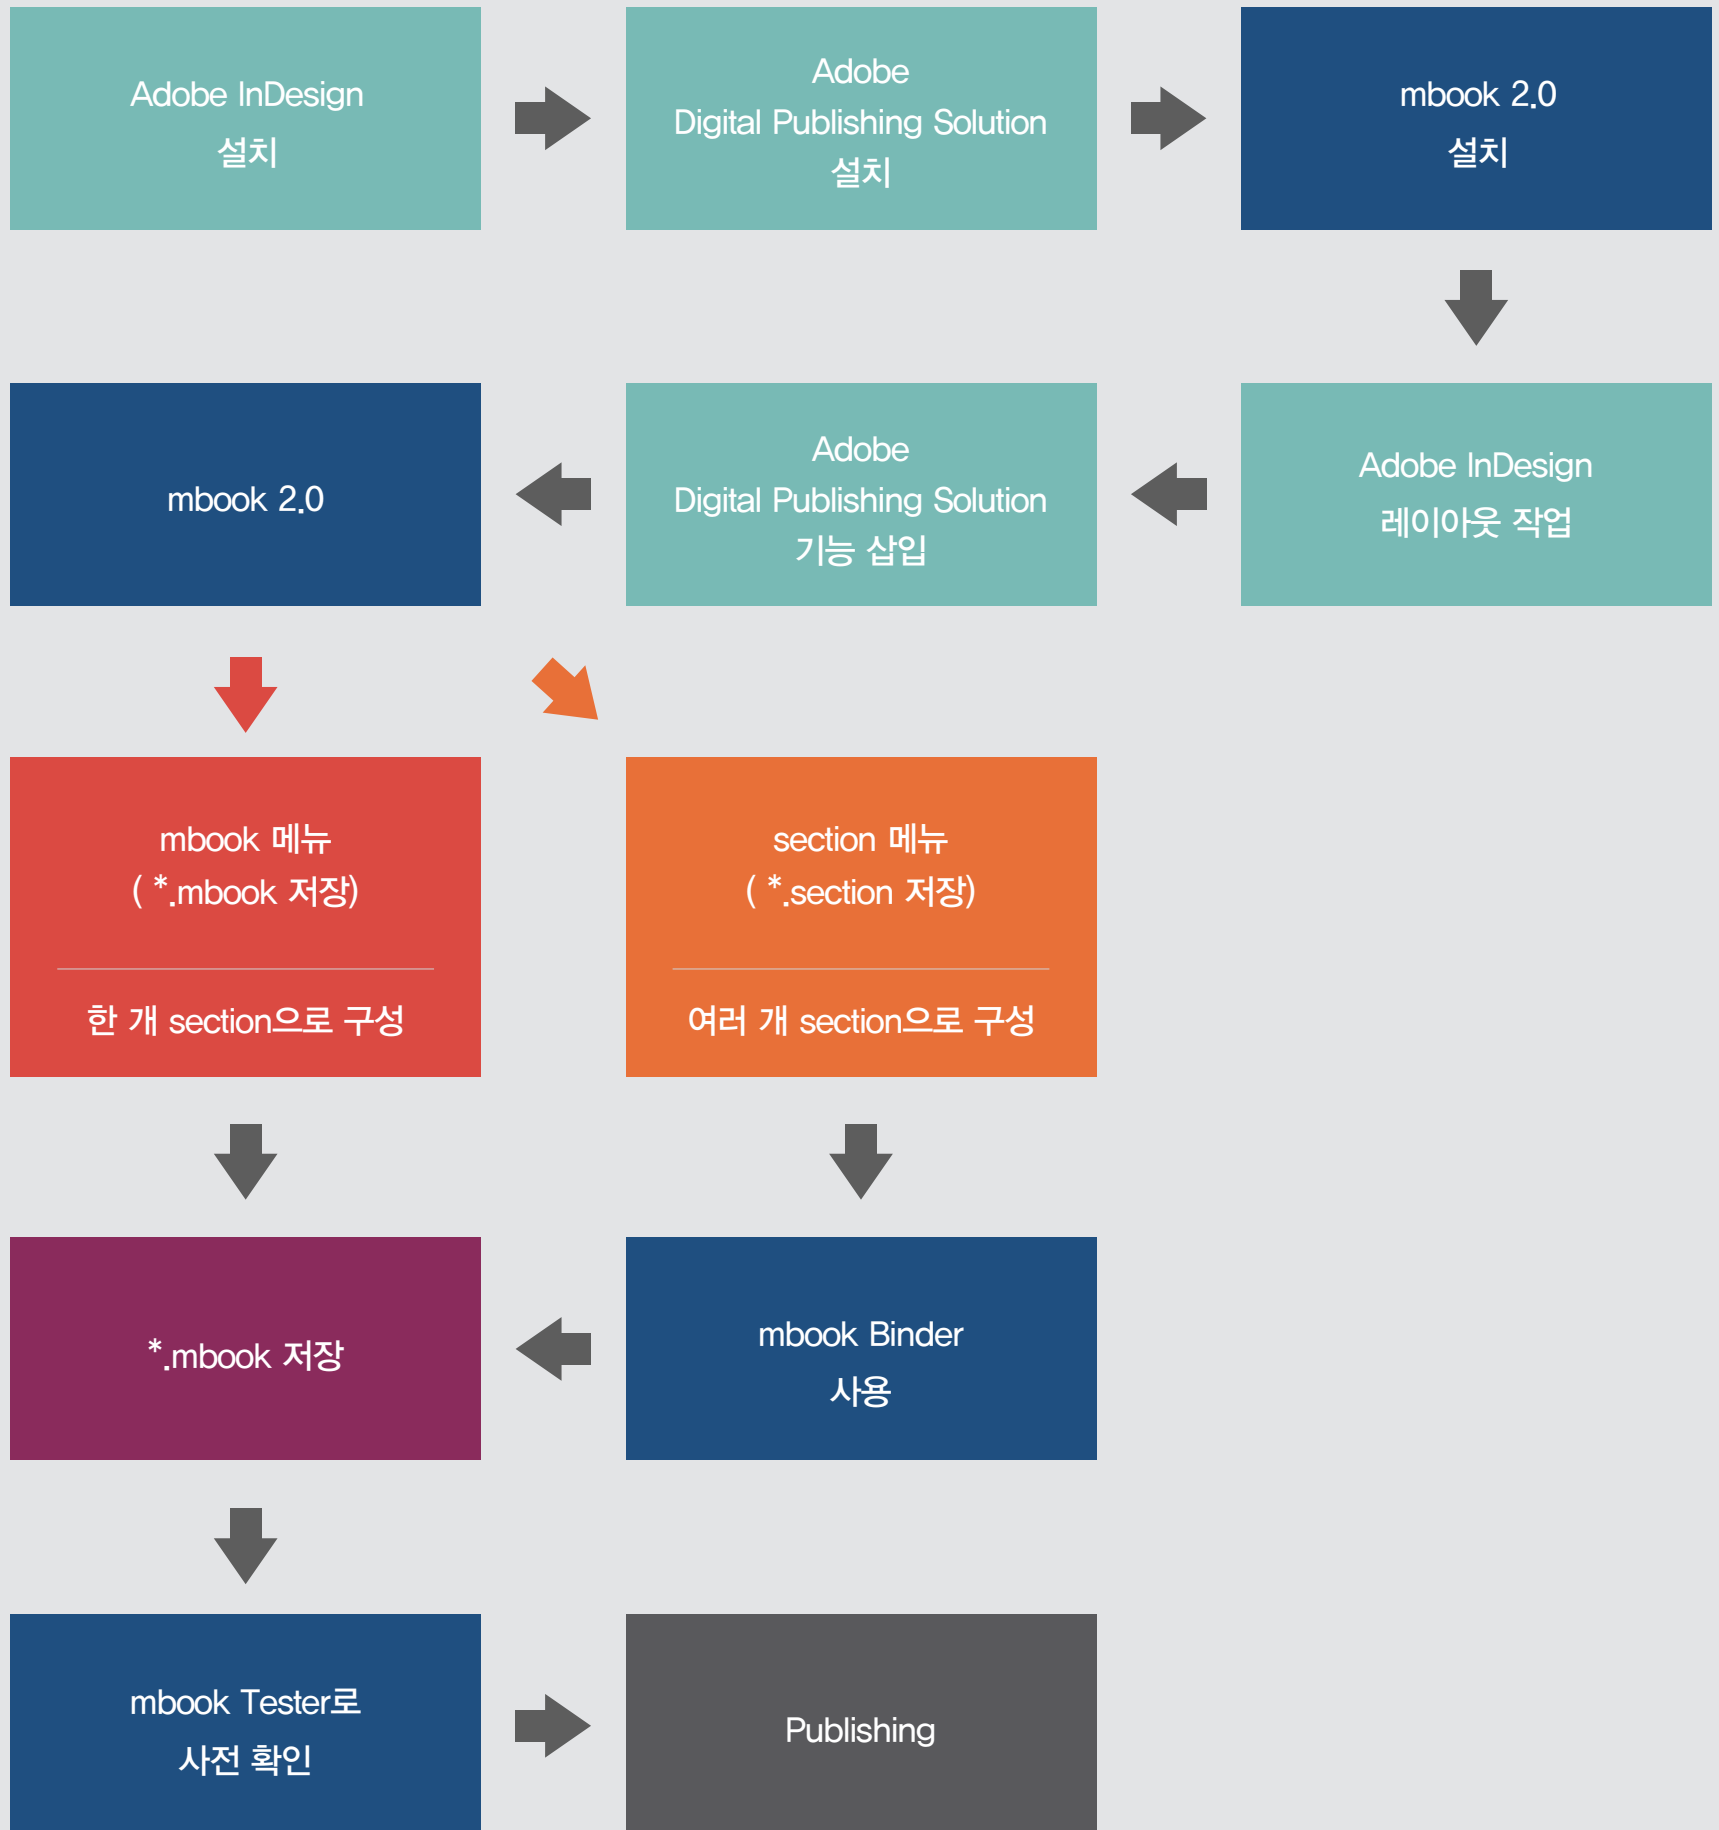 Adobe InDesign
설치
Adobe
Digital Publishing Solution
설치
mbook 2.0
설치
Adobe InDesign
레이아웃 작업
Adobe
Digital Publishing Solution
기능 삽입
mbook 2.0
mbook 메뉴
( *.mbook 저장)
한 개 section으로 구성
section 메뉴
( *.section 저장)
여러 개 section으로 구성
mbook Binder
사용
*.mbook 저장
mbook Tester로
사전 확인
Publishing